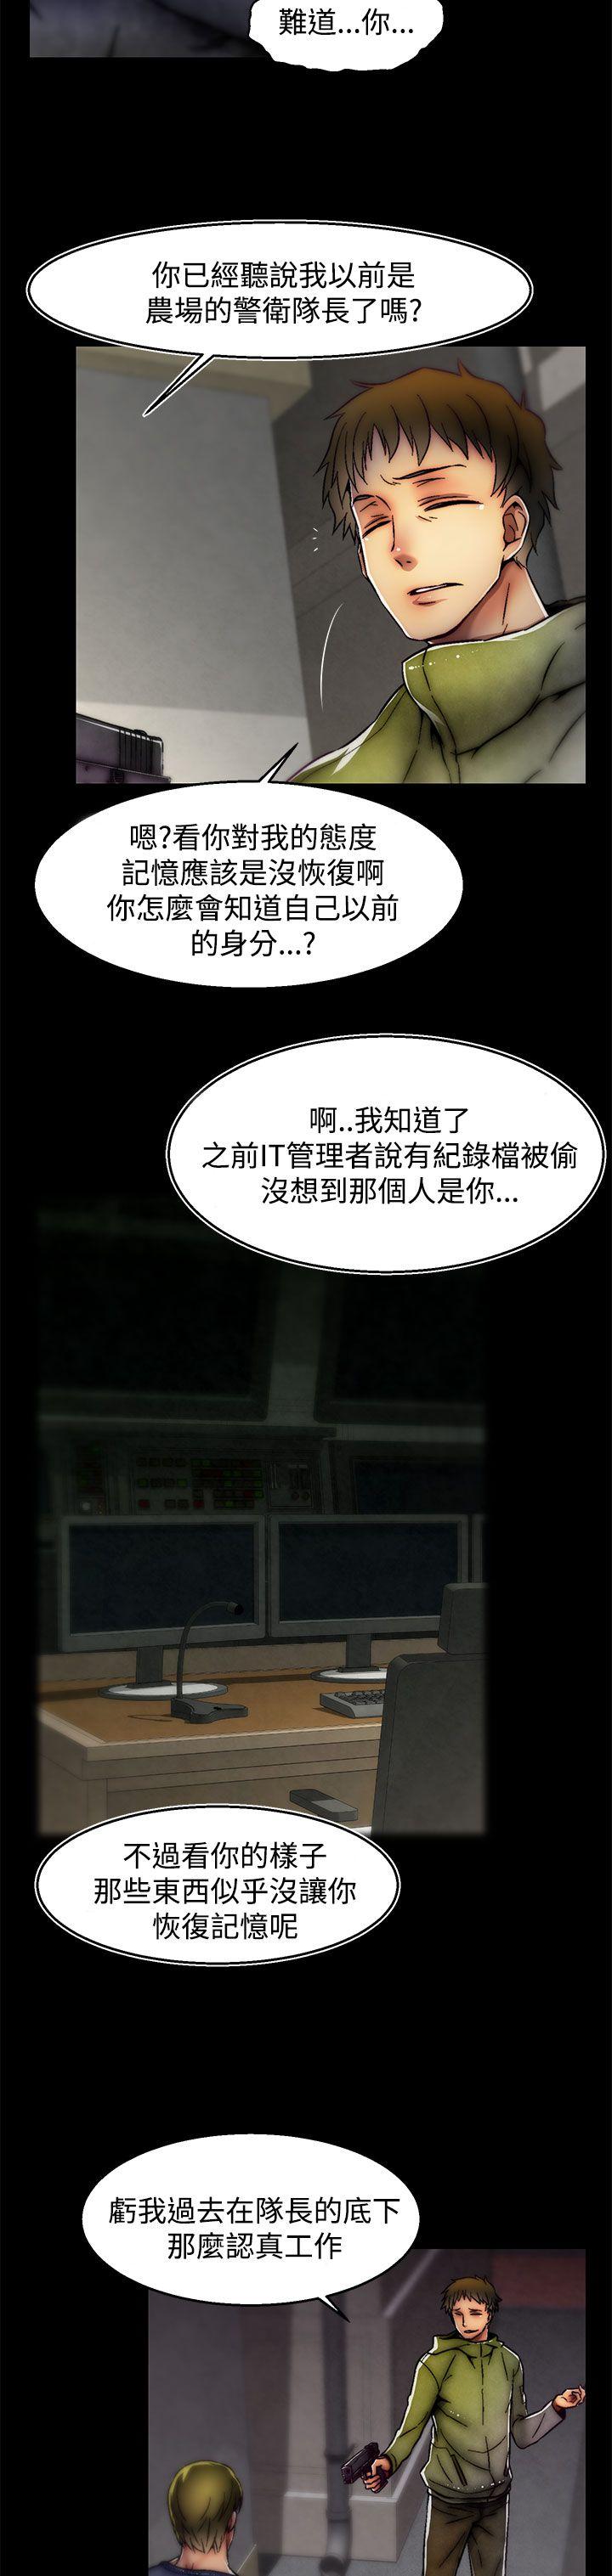 難道...你...
你已經聽說我以前是
農場的警衛隊長了嗎?
嗯?看你對我的態度
記憶應該是沒恢復啊
你怎麼會知道自己以前
的身分...?
啊..我知道了
之前IT管理者說有紀錄檔被偷
沒想到那個人是你...
不過看你的樣子
那些東西似乎沒讓你
恢復記憶呢
虧我過去在隊長的底下
那麼認真工作